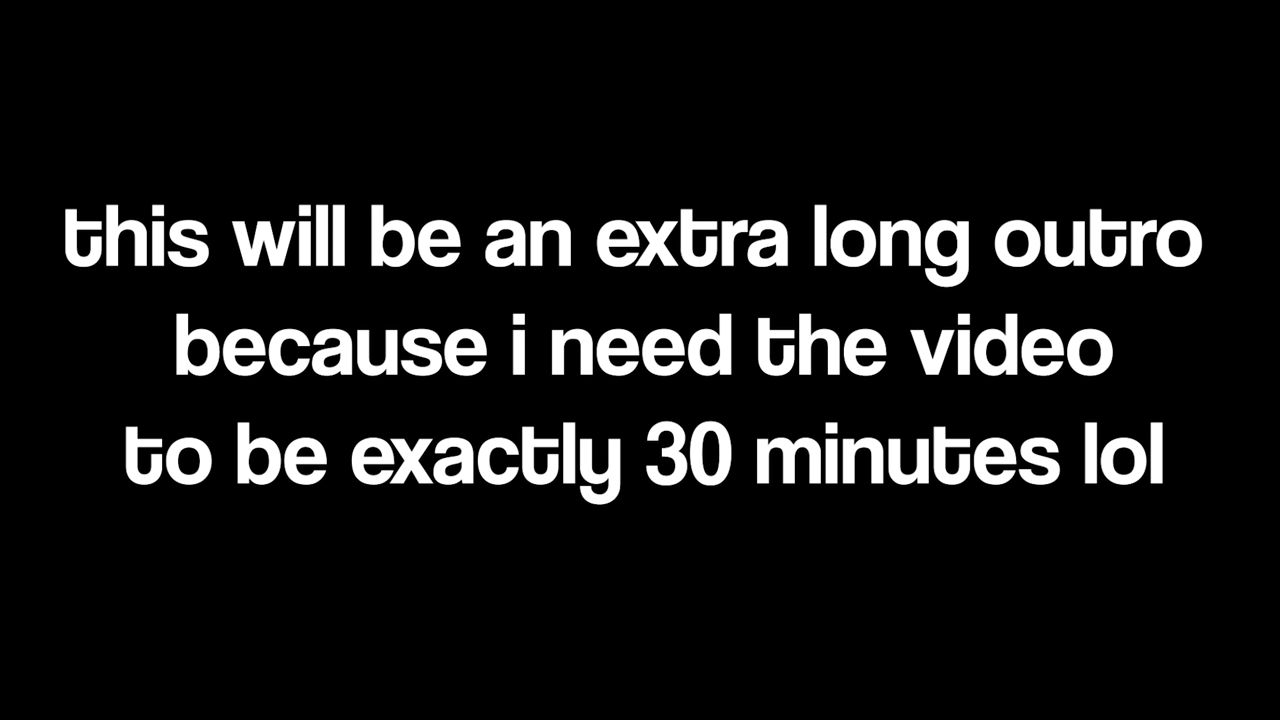 this will be an extra long outro
because i need the video
to be exactly 30 minutes lol